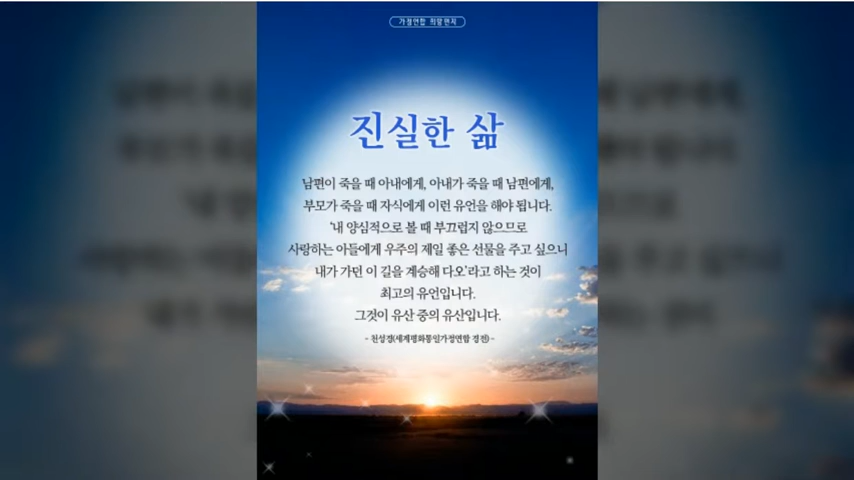 가정연합 희망편지
진실한 삶
남편이 죽을 때 아내에게, 아내가 죽을 때 남편에게,
부모가 죽을 때 자식에게 이런 유언을 해야 됩니다.
'내 양심적으로 볼 때 부끄럽지 않으므로
사랑하는 아들에게 우주의 제일 좋은 선물을 주고 싶으니
내가 가던 이 길을 계승해 다오'라고 하는 것이
최고의 유언입니다.
그것이 유산 중의 유산입니다.
- 천성경(세계평화통일가정연합 경전) -